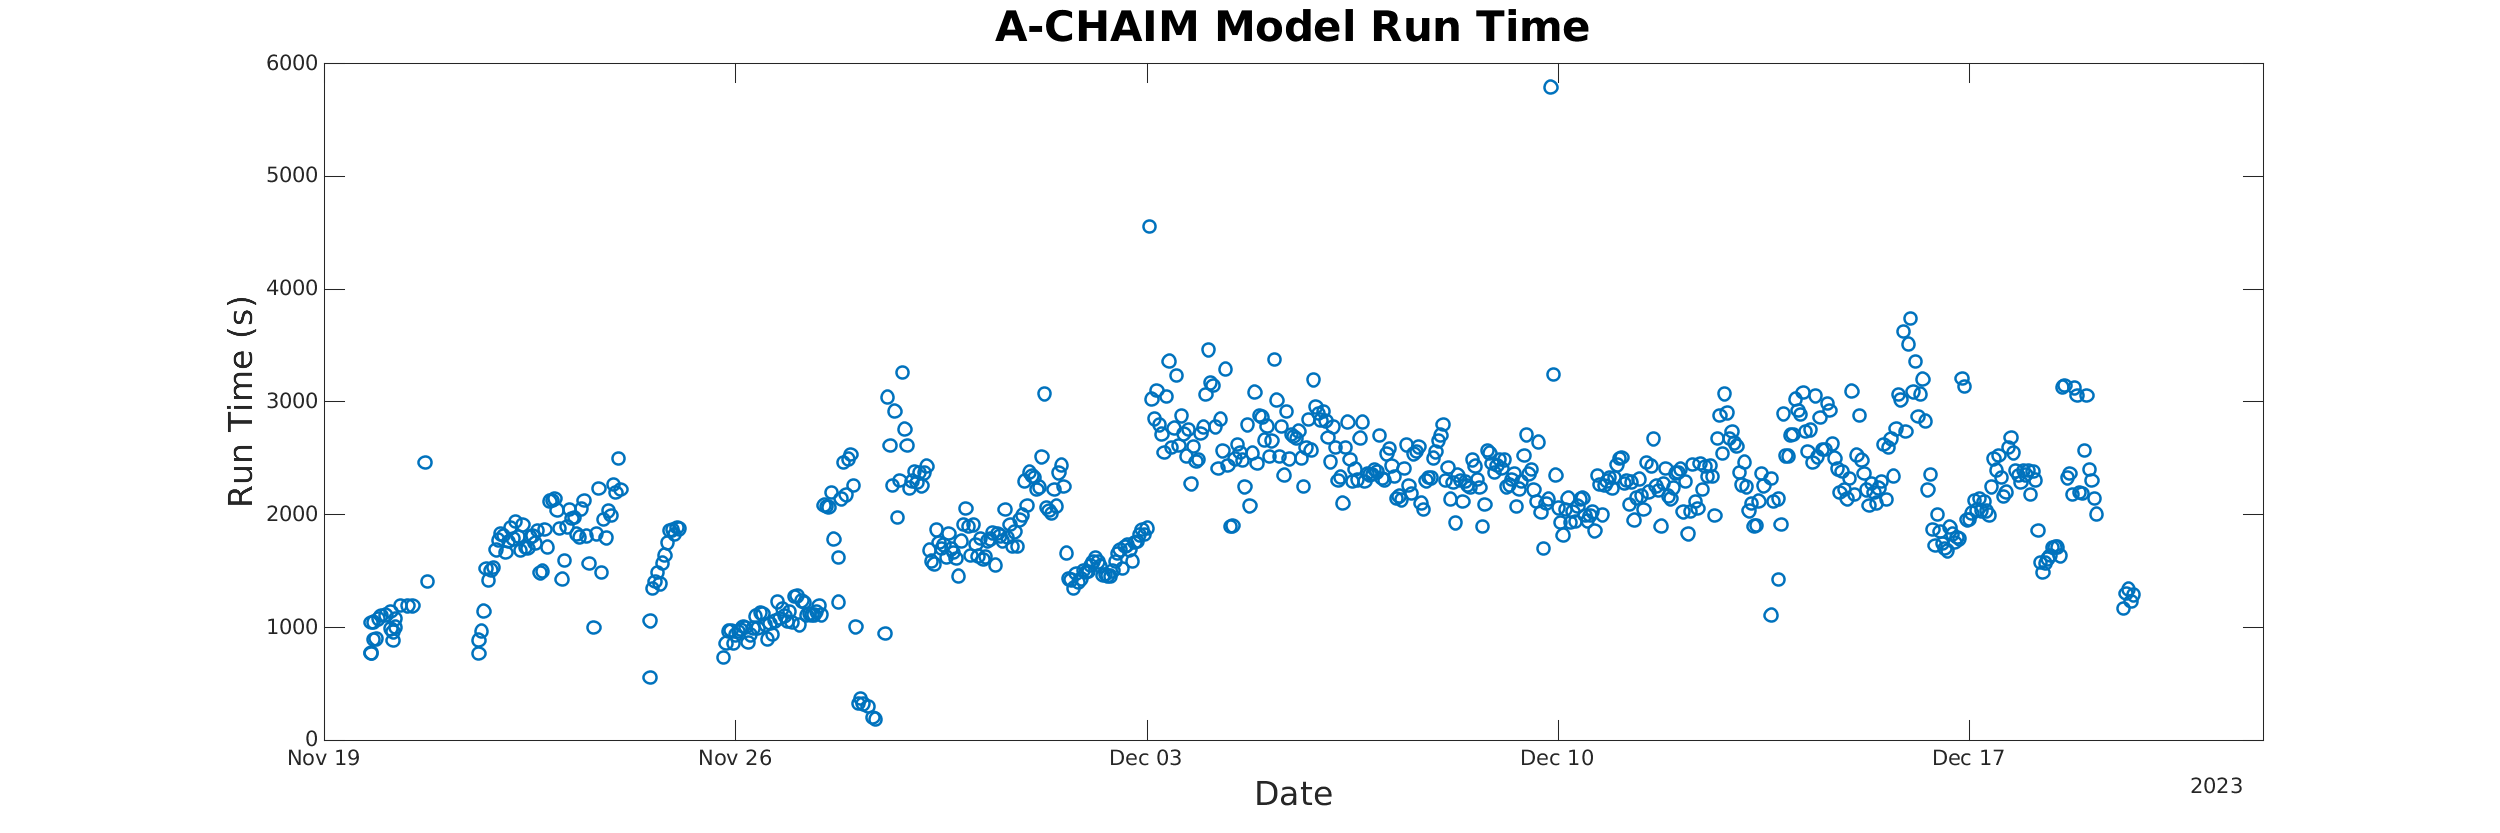 A-CHAIM Model Run Time
6000
5000
4000
3000
2000
1000
0
Run Time (s)
Nov 19
Nov 26
Dec 03
Dec 10
Dec 17
2023
Date